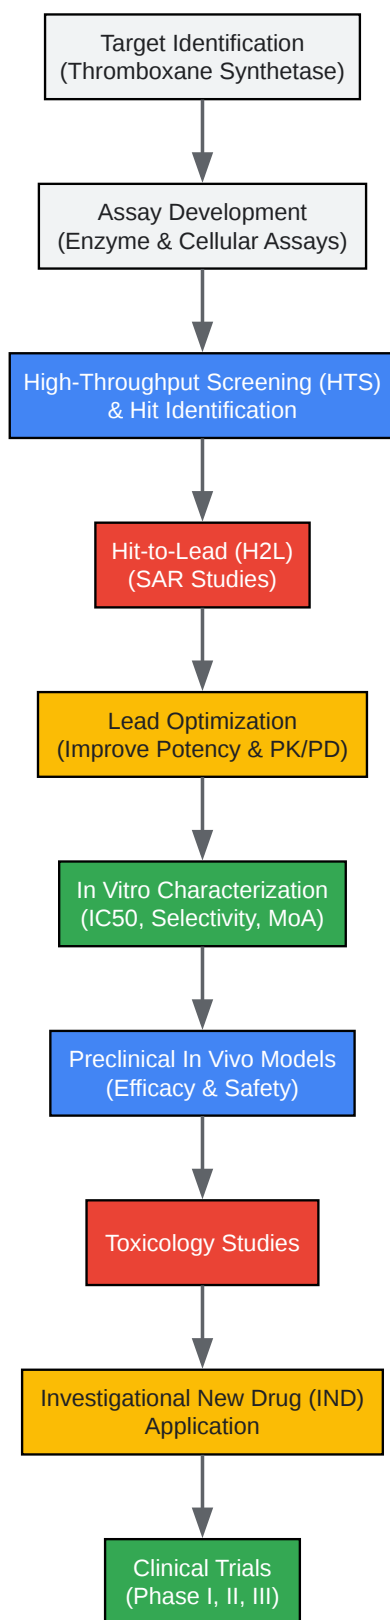 Target Identification
(Thromboxane Synthetase)
Assay Development
(Enzyme & Cellular Assays)
High-Throughput Screening (HTS)
& Hit Identification
Hit-to-Lead (H2L)
(SAR Studies)
Lead Optimization
(Improve Potency & PK/PD)
In Vitro Characterization
(IC50, Selectivity, MoA)
Preclinical In Vivo Models
(Efficacy & Safety)
Toxicology Studies
Investigational New Drug (IND)
Application
Clinical Trials
(Phase I, II, III)